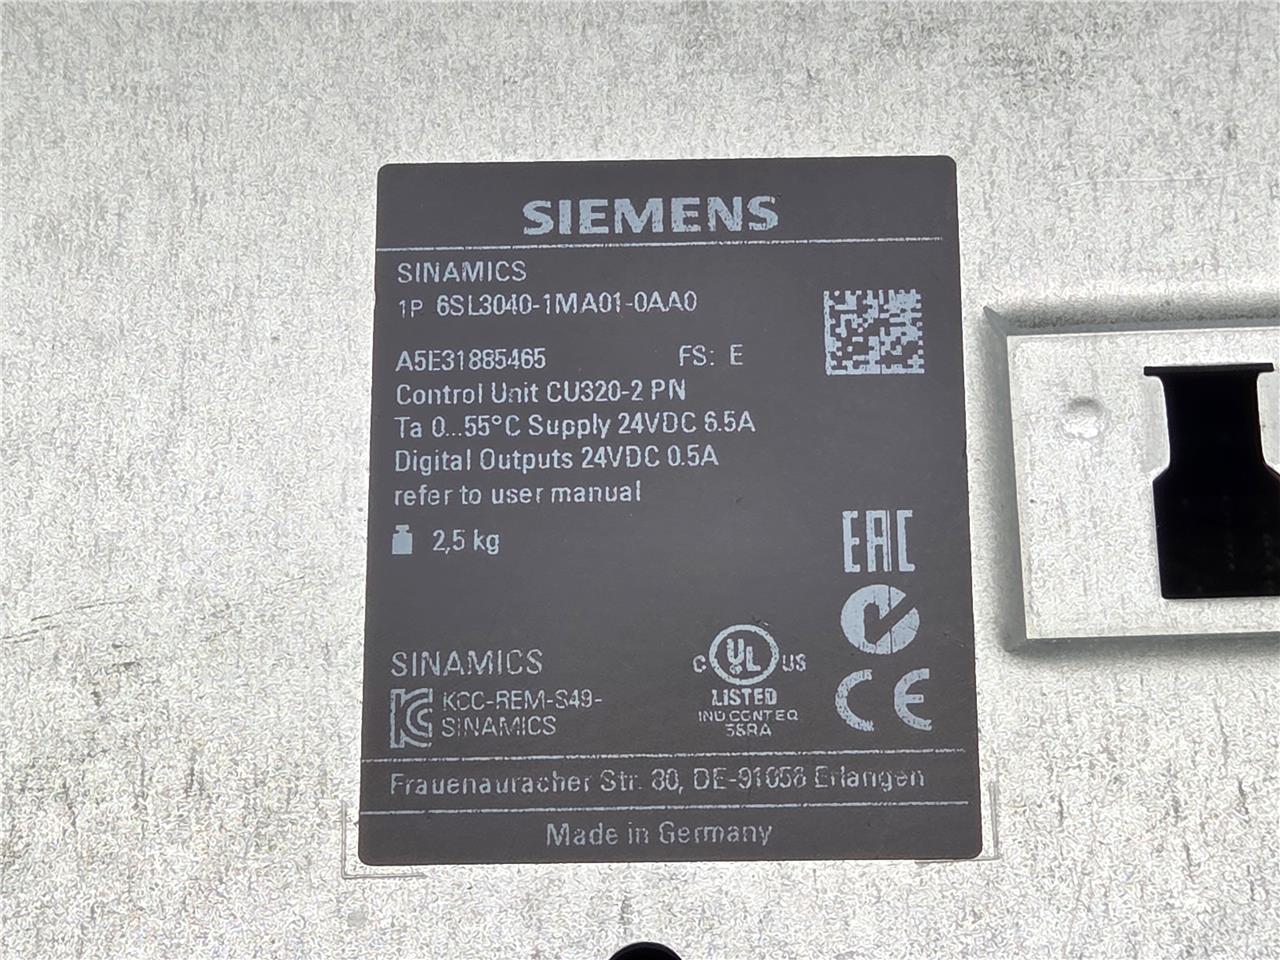 SIEMENS
SINAMICS
1P 6SL3040-1MA01-0AA0
A5E31885465 FS: E
Control Unit CU320-2 PN
Ta 0...55°C Supply 24VDC 6.5A
Digital Outputs 24VDC 0.5A
refer to user manual
2,5 kg
EAC
SINAMICS
KCC-REM-S49-
SINAMICS
C UL US
LISTED
IND CONT EQ
CE
Frauenauracher Str. 80, DE-91056 Erlangen
Made in Germany